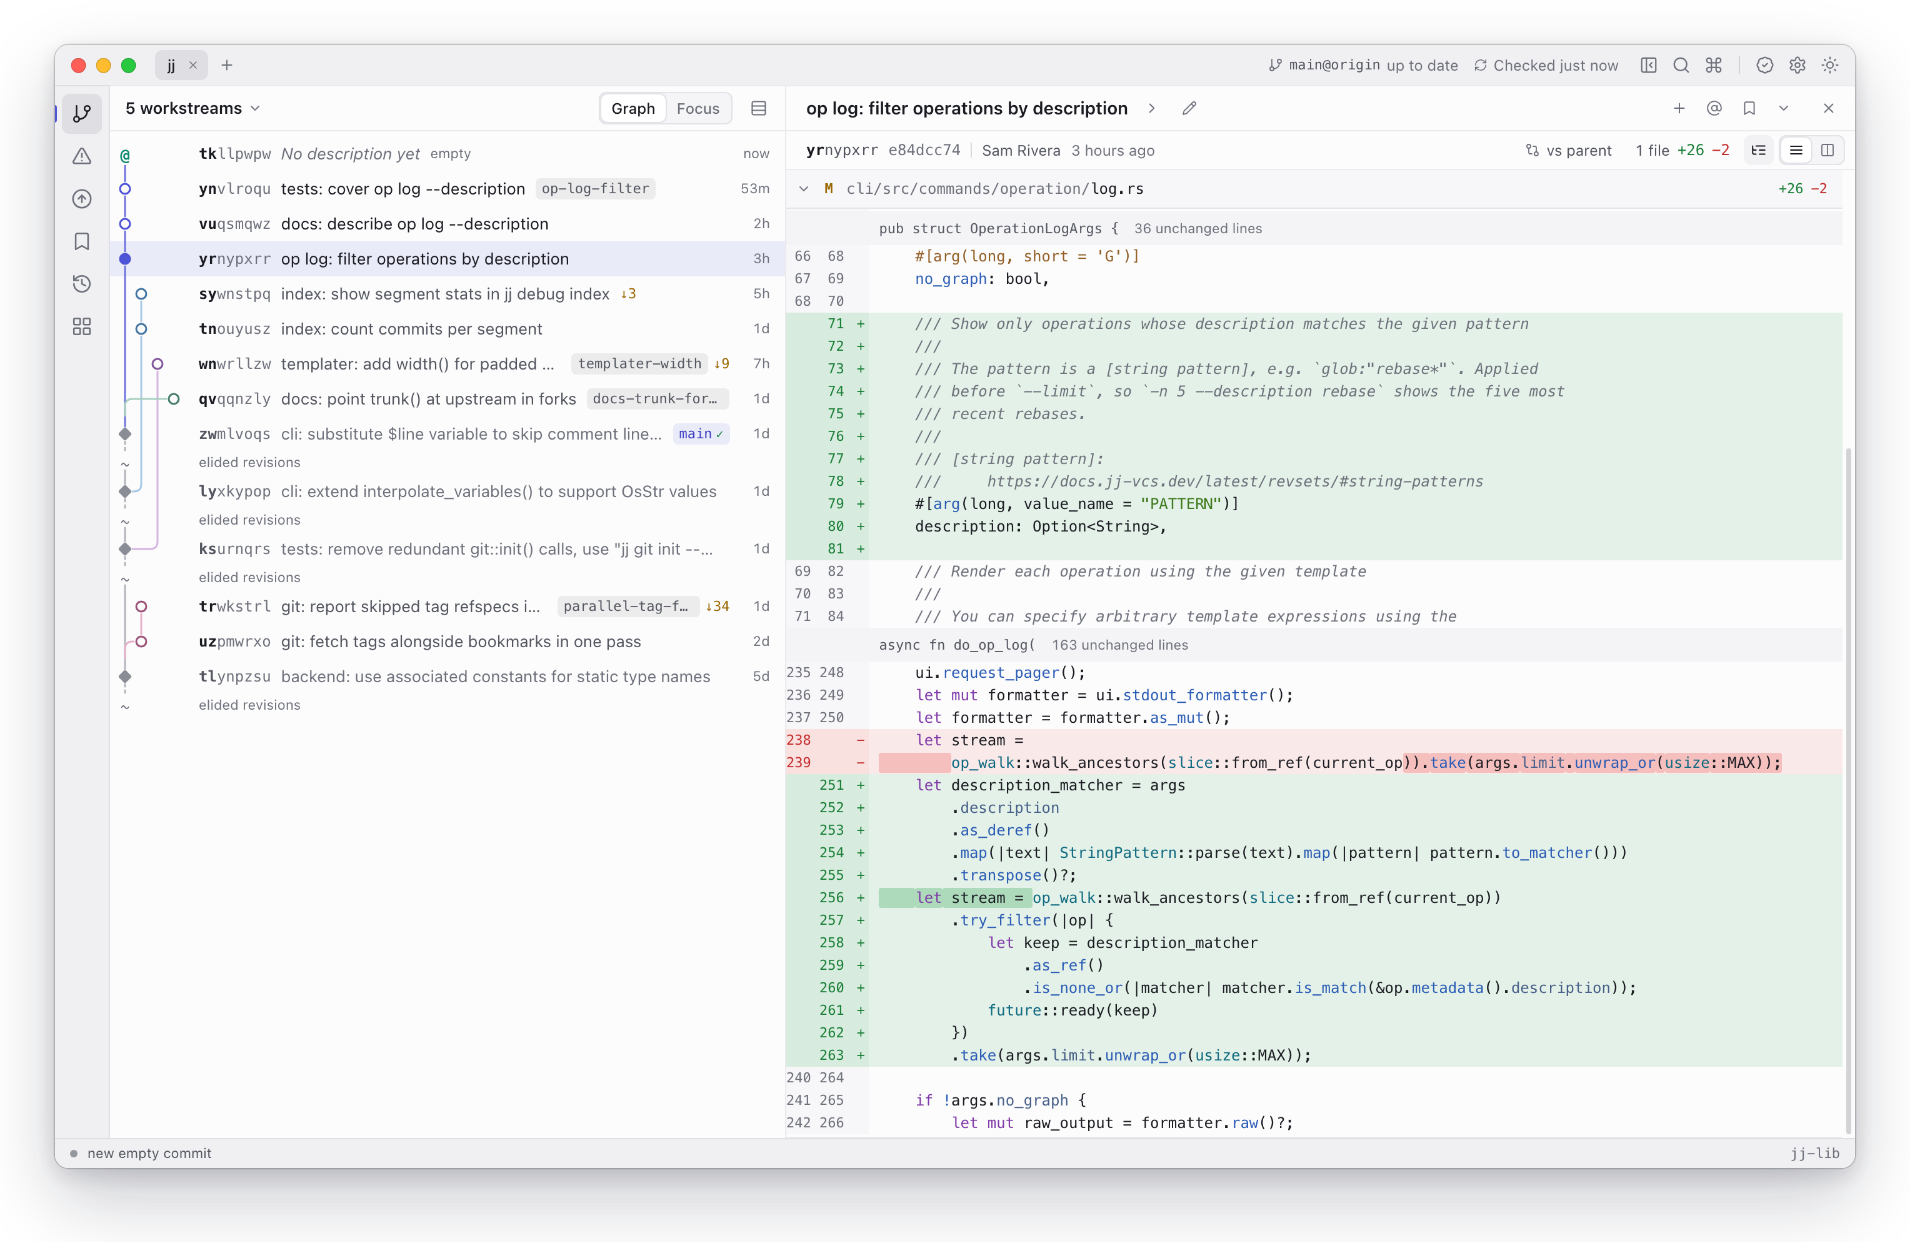 jj
main@origin up to date Checked just now
5 workstreams Graph Focus
@ tkllpwpw No description yet empty now
ynvlroqu tests: cover op log --description op-log-filter 53m
vuqsmqwz docs: describe op log --description 2h
yrnypxrr op log: filter operations by description 3h
sywnstpq index: show segment stats in jj debug index ↓3 5h
tnouyusz index: count commits per segment 1d
wnwrllzw templater: add width() for padded ... templater-width ↓9 7h
qvqqnzly docs: point trunk() at upstream in forks docs-trunk-for... 1d
zwmlvoqs cli: substitute $line variable to skip comment line... main ✓ 1d
~ elided revisions
lyxkypop cli: extend interpolate_variables() to support OsStr values 1d
~ elided revisions
ksurnqrs tests: remove redundant git::init() calls, use "jj git init --... 1d
~ elided revisions
trwkstrl git: report skipped tag refspecs i... parallel-tag-f... ↓34 1d
uzpmwrxo git: fetch tags alongside bookmarks in one pass 2d
tlynpzsu backend: use associated constants for static type names 5d
~ elided revisions
op log: filter operations by description
yrnypxrr e84dcc74 Sam Rivera 3 hours ago vs parent 1 file +26 −2
M cli/src/commands/operation/log.rs +26 −2
pub struct OperationLogArgs { 36 unchanged lines
66 68 #[arg(long, short = 'G')]
67 69 no_graph: bool,
68 70
71 + /// Show only operations whose description matches the given pattern
72 + ///
73 + /// The pattern is a [string pattern], e.g. `glob:"rebase*"`. Applied
74 + /// before `--limit`, so `-n 5 --description rebase` shows the five most
75 + /// recent rebases.
76 + ///
77 + /// [string pattern]:
78 + ///     https://docs.jj-vcs.dev/latest/revsets/#string-patterns
79 + #[arg(long, value_name = "PATTERN")]
80 + description: Option<String>,
81 +
69 82 /// Render each operation using the given template
70 83 ///
71 84 /// You can specify arbitrary template expressions using the
async fn do_op_log( 163 unchanged lines
235 248 ui.request_pager();
236 249 let mut formatter = ui.stdout_formatter();
237 250 let formatter = formatter.as_mut();
238 − let stream =
239 − op_walk::walk_ancestors(slice::from_ref(current_op)).take(args.limit.unwrap_or(usize::MAX));
251 + let description_matcher = args
252 + .description
253 + .as_deref()
254 + .map(|text| StringPattern::parse(text).map(|pattern| pattern.to_matcher()))
255 + .transpose()?;
256 + let stream = op_walk::walk_ancestors(slice::from_ref(current_op))
257 + .try_filter(|op| {
258 + let keep = description_matcher
259 + .as_ref()
260 + .is_none_or(|matcher| matcher.is_match(&op.metadata().description));
261 + future::ready(keep)
262 + })
263 + .take(args.limit.unwrap_or(usize::MAX));
240 264
241 265 if !args.no_graph {
242 266 let mut raw_output = formatter.raw()?;
new empty commit jj-lib